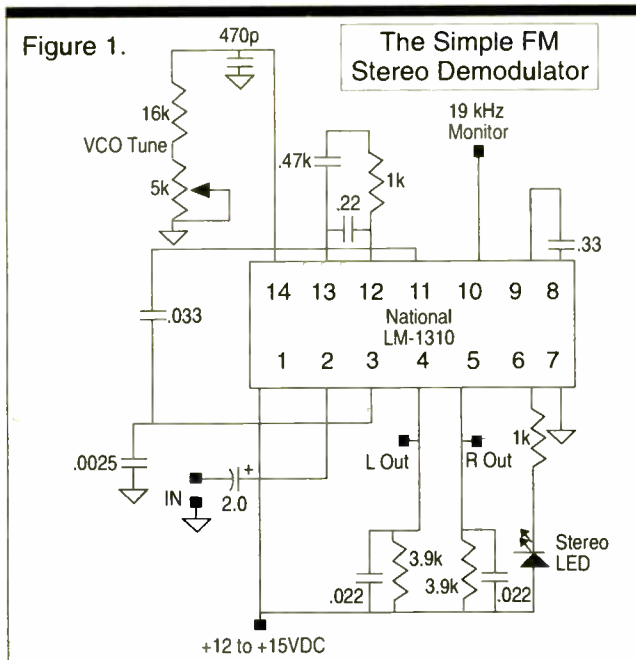 Figure 1.
The Simple FM
Stereo Demodulator
470p
16k
VCO Tune
5k
.47k
1k
.22
19 kHz
Monitor
.33
.033
14 13 12 11 10 9 8
National
LM-1310
1 2 3 4 5 6 7
.0025
IN
+
2.0
L Out
R Out
1k
Stereo
LED
3.9k
.022
3.9k
.022
+12 to +15VDC